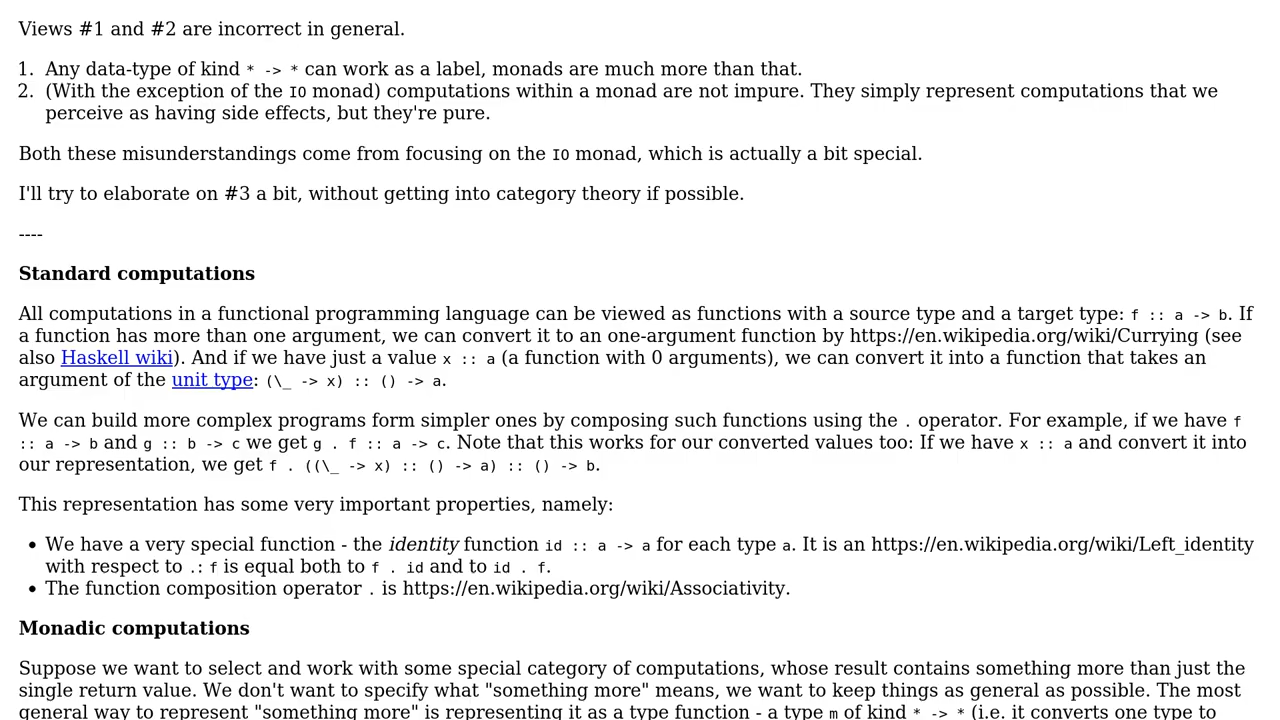 Views #1 and #2 are incorrect in general.
1. Any data-type of kind * -> * can work as a label, monads are much more than that.
2. (With the exception of the IO monad) computations within a monad are not impure. They simply represent computations that we
perceive as having side effects, but they're pure.
Both these misunderstandings come from focusing on the IO monad, which is actually a bit special.
I'll try to elaborate on #3 a bit, without getting into category theory if possible.
----
Standard computations
All computations in a functional programming language can be viewed as functions with a source type and a target type: f :: a -> b. If
a function has more than one argument, we can convert it to an one-argument function by https://en.wikipedia.org/wiki/Currying (see
also Haskell wiki). And if we have just a value x :: a (a function with 0 arguments), we can convert it into a function that takes an
argument of the unit type: (\_ -> x) :: () -> a.
We can build more complex programs form simpler ones by composing such functions using the . operator. For example, if we have f
:: a -> b and g :: b -> c we get g . f :: a -> c. Note that this works for our converted values too: If we have x :: a and convert it into
our representation, we get f . ((\_ -> x) :: () -> a) :: () -> b.
This representation has some very important properties, namely:
• We have a very special function - the identity function id :: a -> a for each type a. It is an https://en.wikipedia.org/wiki/Left_identity
with respect to .: f is equal both to f . id and to id . f.
• The function composition operator . is https://en.wikipedia.org/wiki/Associativity.
Monadic computations
Suppose we want to select and work with some special category of computations, whose result contains something more than just the
single return value. We don't want to specify what "something more" means, we want to keep things as general as possible. The most
general way to represent "something more" is representing it as a type function - a type m of kind * -> * (i.e. it converts one type to